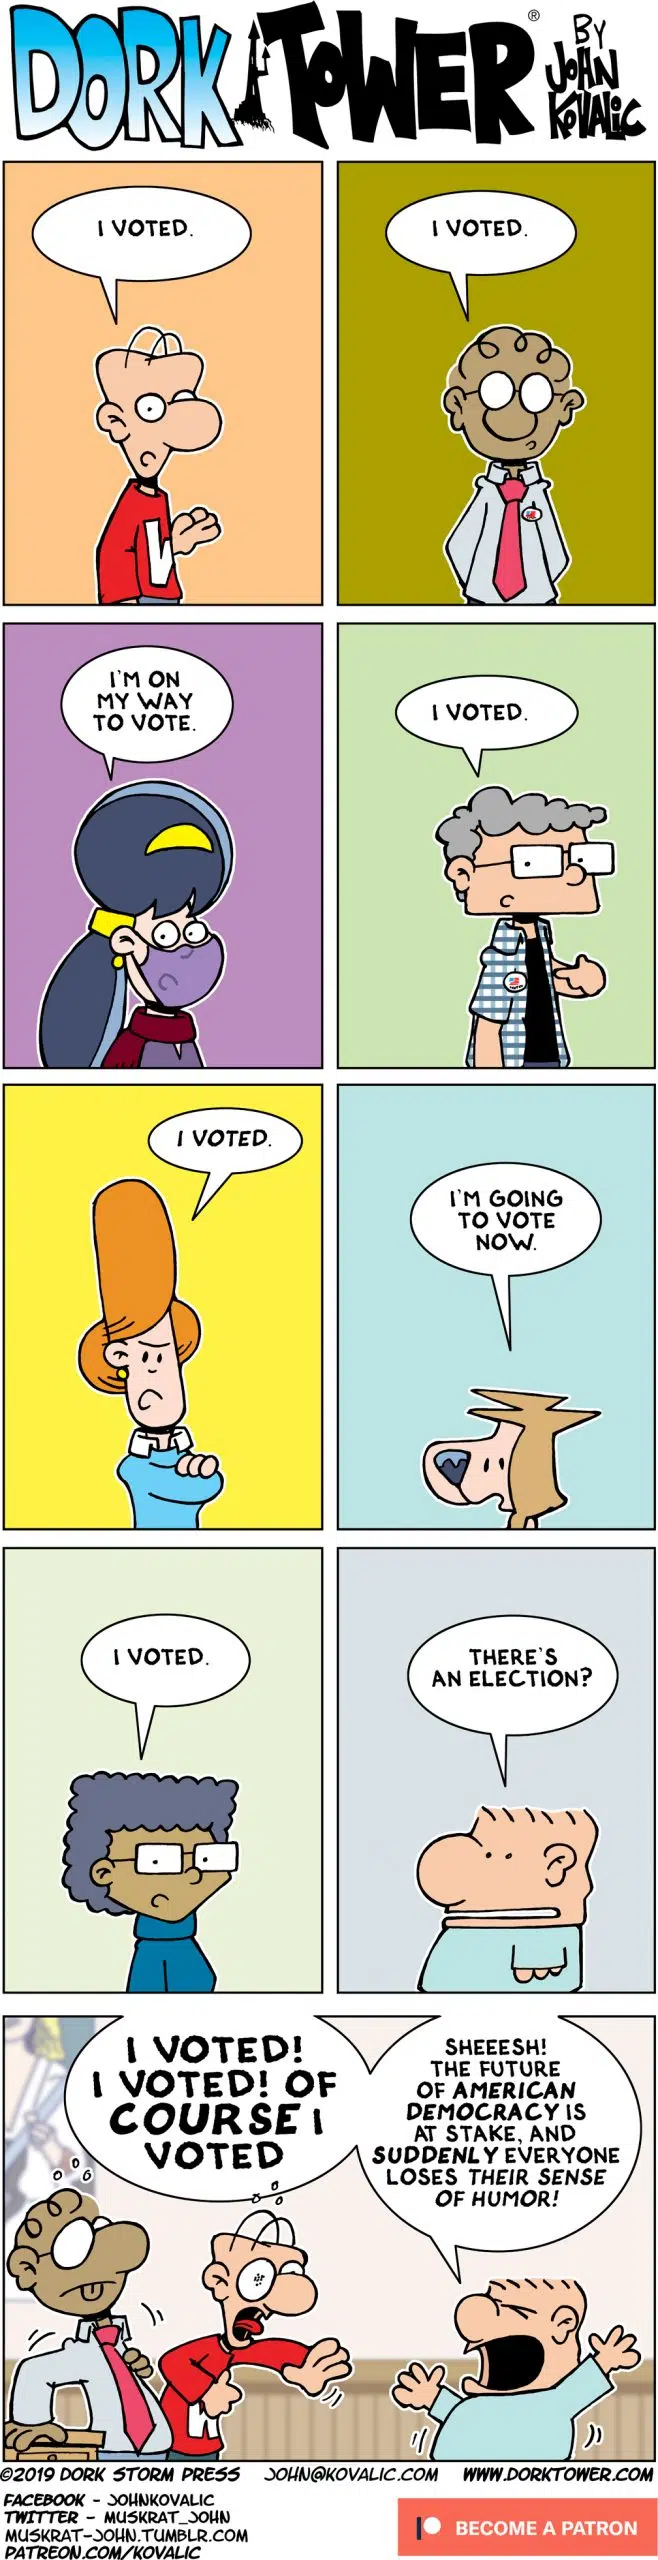 DORK TOWER®
BY
JOHN
KOVALIC
I VOTED.
I VOTED.
I'M ON
MY WAY
TO VOTE.
I VOTED.
I VOTED.
I'M GOING
TO VOTE
NOW.
I VOTED.
THERE'S
AN ELECTION?
I VOTED!
I VOTED! OF
COURSE I
VOTED
SHEEESH!
THE FUTURE
OF AMERICAN
DEMOCRACY IS
AT STAKE, AND
SUDDENLY EVERYONE
LOSES THEIR SENSE
OF HUMOR!
©2019 DORK STORM PRESS JOHN@KOVALIC.COM WWW.DORKTOWER.COM
FACEBOOK - JOHNKOVALIC
TWITTER - MUSKRAT_JOHN
MUSKRAT-JOHN.TUMBLR.COM
PATREON.COM/KOVALIC
BECOME A PATRON